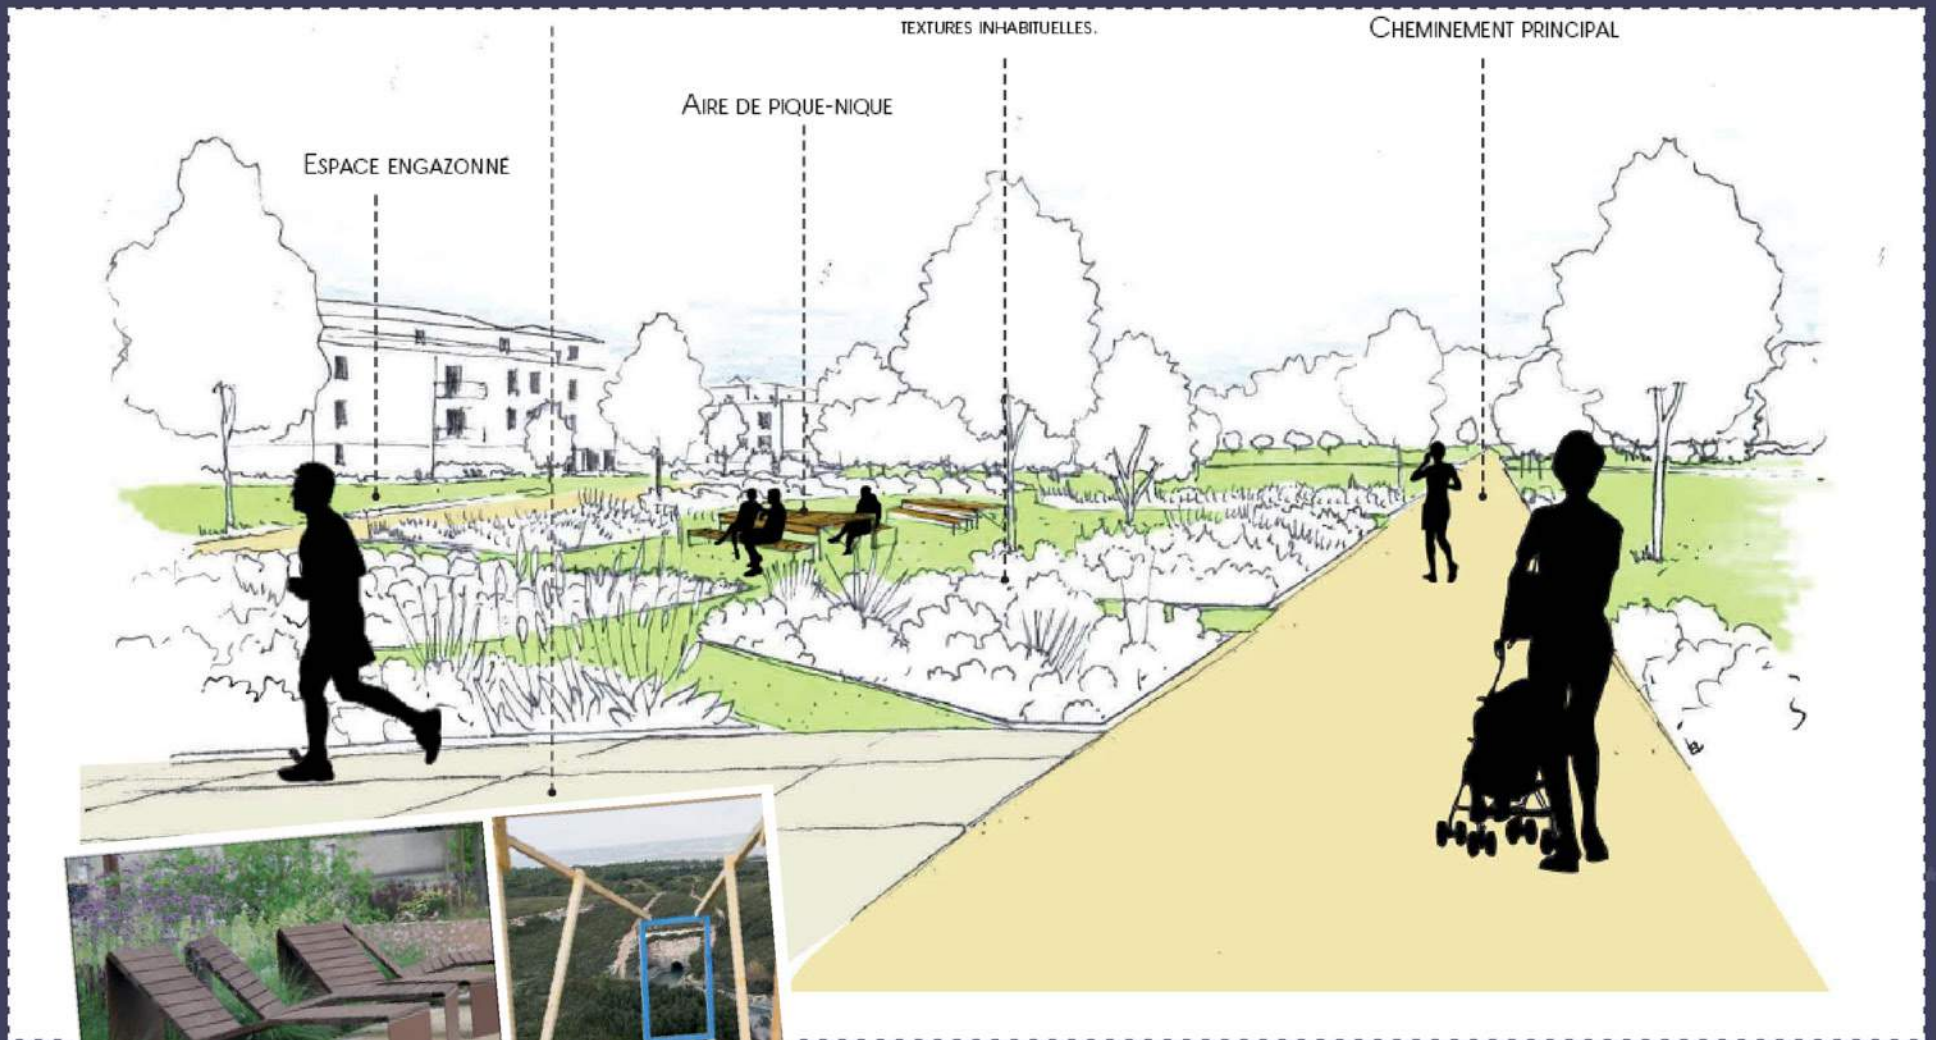 TEXTURES INHABITUELLES.
CHEMINEMENT PRINCIPAL
AIRE DE PIQUE-NIQUE
ESPACE ENGAZONNÉ